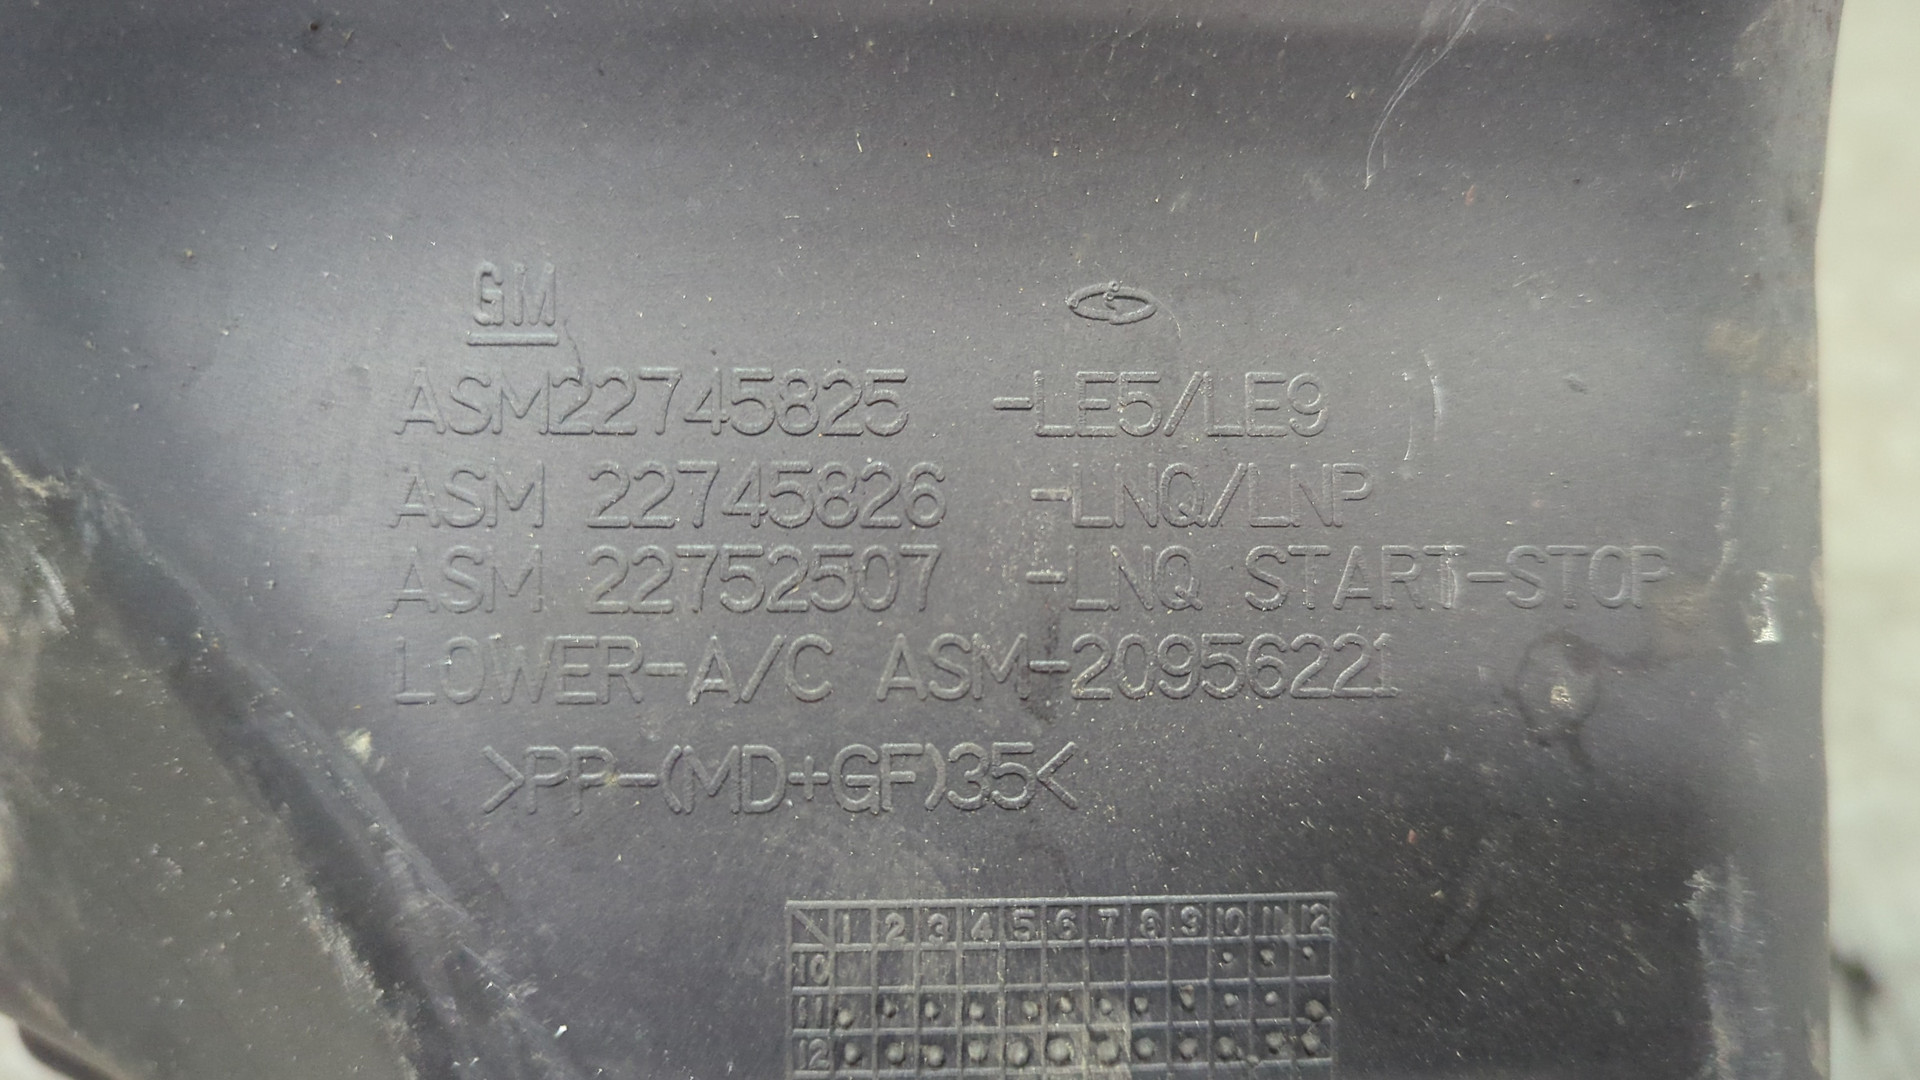 GM
ASM22745825 -LE5/LE9
ASM 22745826 -LNQ/LNP
ASM 22752507 -LNQ START-STOP
LOWER-A/C ASM-20956221
>PP-(MD+GF)35<
1 2 3 4 5 6 7 8 9 10 11 12
10
11
12